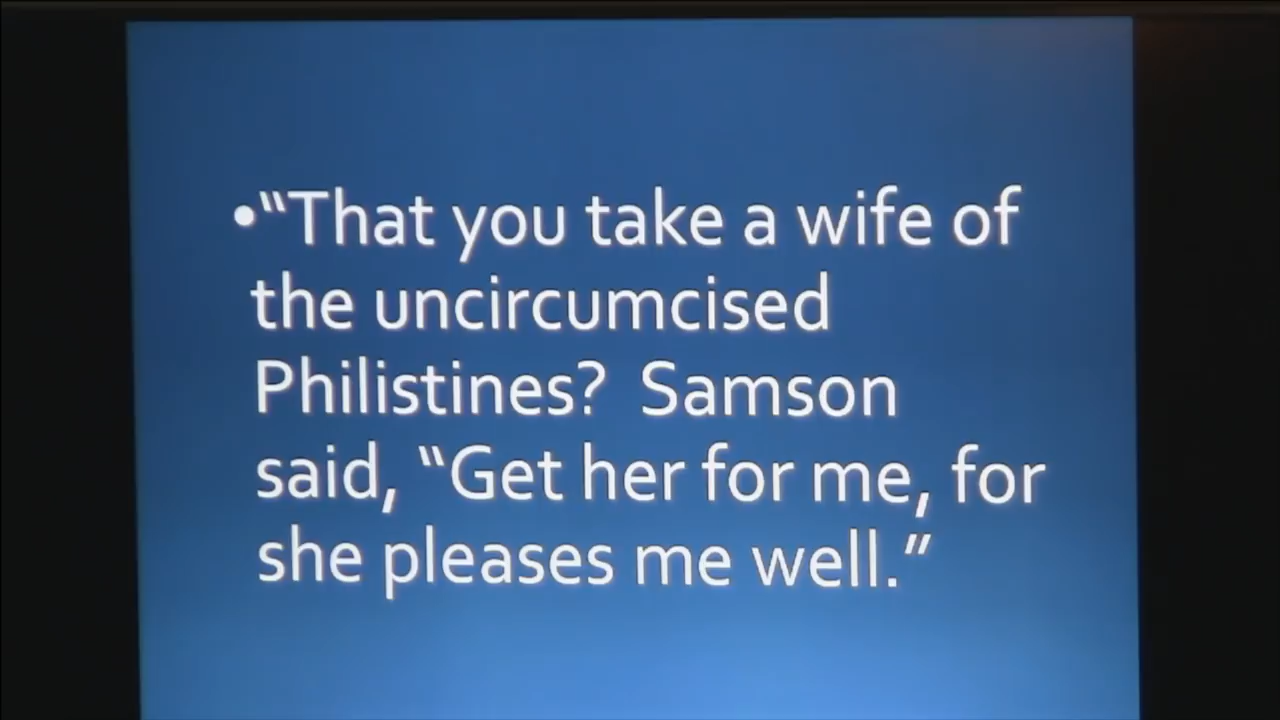 •“That you take a wife of
the uncircumcised
Philistines?  Samson
said, “Get her for me, for
she pleases me well.”